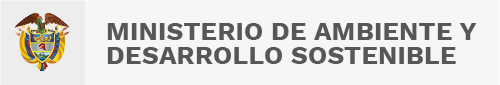 MINISTERIO DE AMBIENTE Y
DESARROLLO SOSTENIBLE